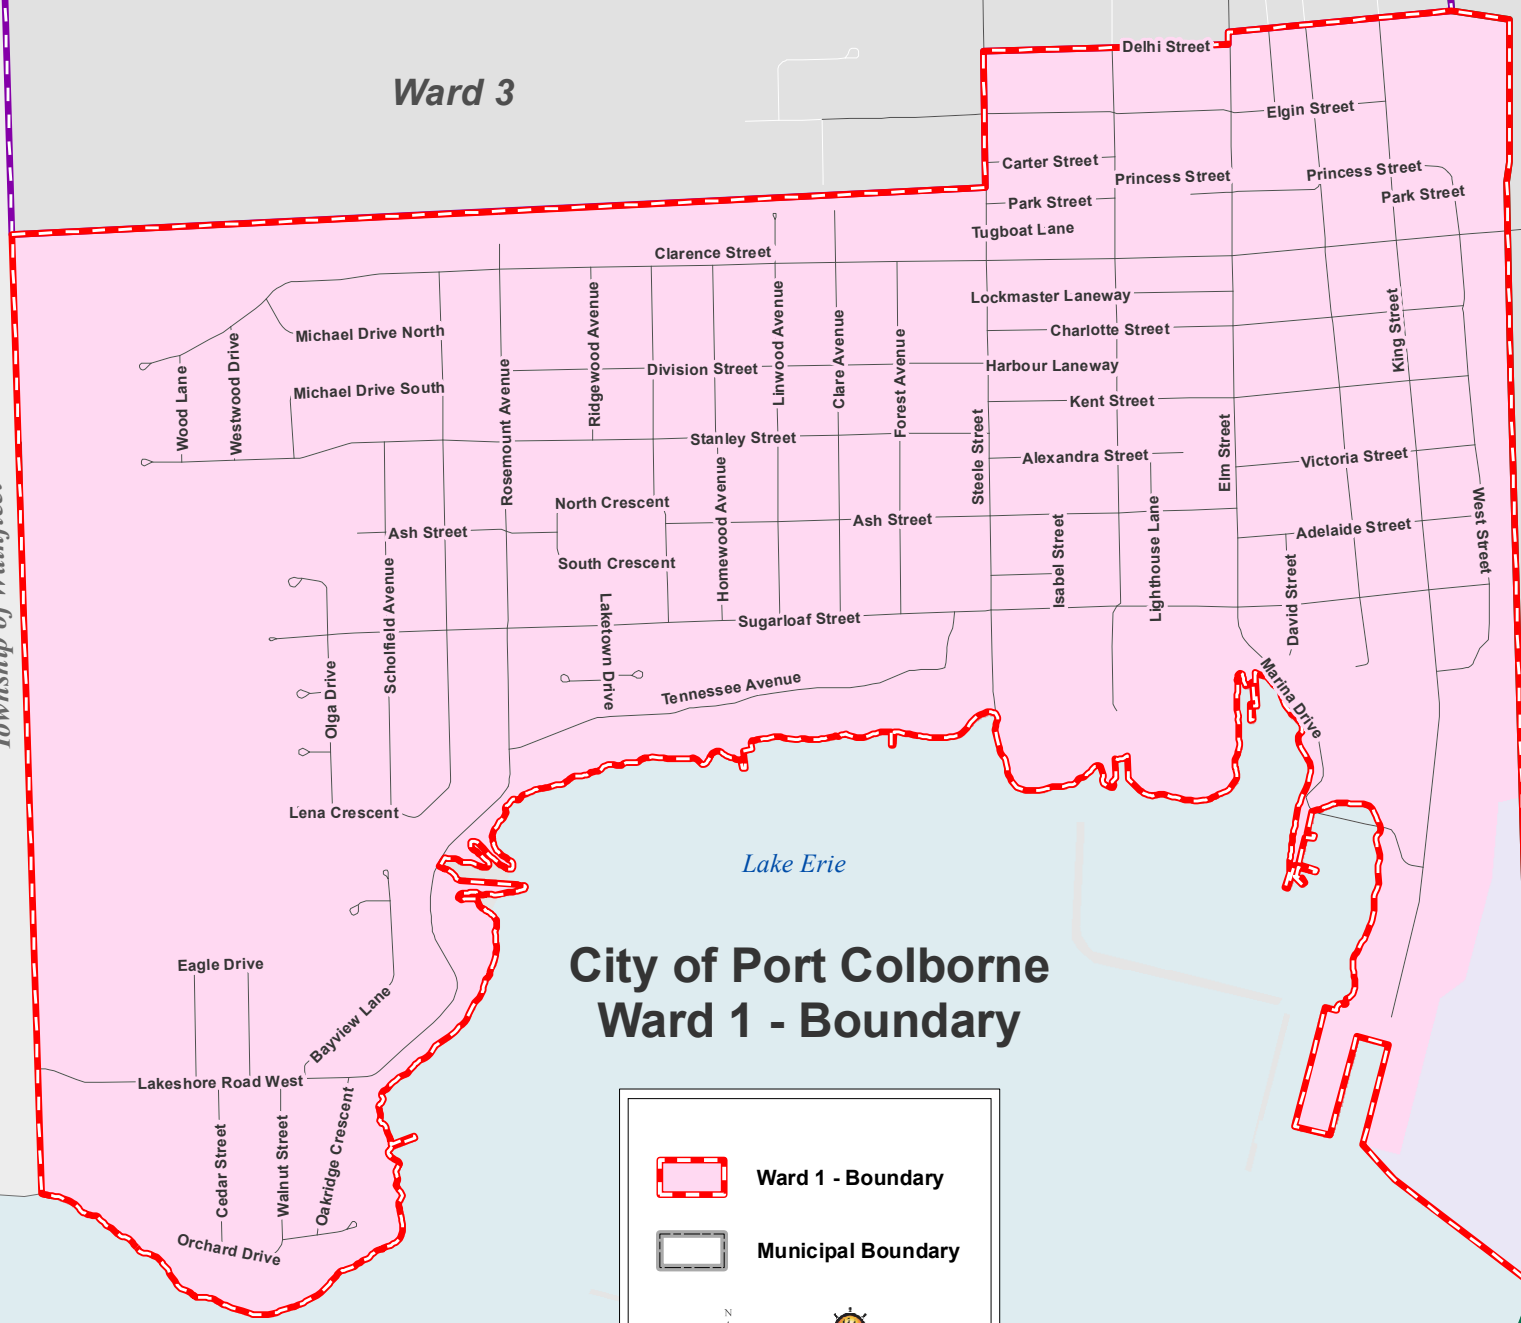 Delhi Street
Ward 3
Elgin Street
Carter Street
Princess Street
Princess Street
Park Street
Park Street
Tugboat Lane
Clarence Street
Lockmaster Laneway
Michael Drive North
Charlotte Street
King Street
Harbour Laneway
Division Street
Ridgewood Avenue
Linwood Avenue
Clare Avenue
Forest Avenue
Westwood Drive
Wood Lane
Michael Drive South
Kent Street
Rosemount Avenue
Stanley Street
Steele Street
Elm Street
Alexandra Street
Victoria Street
North Crescent
Homewood Avenue
Ash Street
Ash Street
Adelaide Street
West Street
South Crescent
Isabel Street
Lighthouse Lane
David Street
Township of Wainfleet
Scholfield Avenue
Laketown Drive
Sugarloaf Street
Olga Drive
Tennessee Avenue
Marina Drive
Lena Crescent
Lake Erie
City of Port Colborne
Ward 1 - Boundary
Eagle Drive
Bayview Lane
Lakeshore Road West
Cedar Street
Walnut Street
Oakridge Crescent
Orchard Drive
Ward 1 - Boundary
Municipal Boundary
N